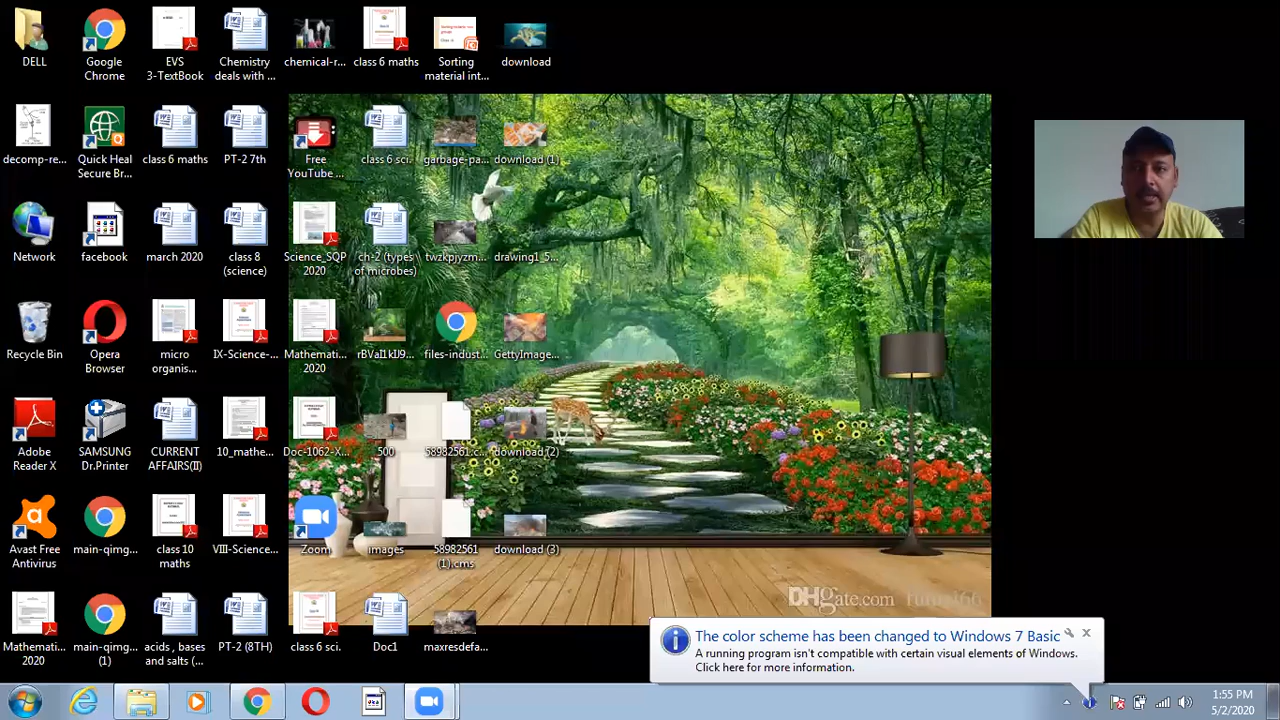 DELL
Google
Chrome
EVS
3-TextBook
Chemistry
deals with ...
chemical-r...
class 6 maths
Sorting
material int...
download
decomp-re...
Quick Heal
Secure Br...
class 6 maths
PT-2 7th
Free
YouTube ...
class 6 sci.
garbage-pa...
download (1)
Network
facebook
march 2020
class 8
(science)
Science_SQP
2020
ch-2 (types
of microbes)
twzkpjyzm...
drawing1_5...
Recycle Bin
Opera
Browser
micro
organis...
IX-Science-...
Mathemati...
2020
files-indust...
GettyImage...
Adobe
Reader X
SAMSUNG
Dr.Printer
CURRENT
AFFAIRS(II)
10_mathe...
Doc-1062-X...
500
58982561.c...
download (2)
Avast Free
Antivirus
main-qimg...
class 10
maths
VIII-Science...
Zoom
images
58982561
(1).cms
download (3)
Mathemati...
2020
main-qimg...
(1)
acids , bases
and salts (...
PT-2 (8TH)
class 6 sci.
Doc1
maxresdefa...
The color scheme has been changed to Windows 7 Basic
A running program isn't compatible with certain visual elements of Windows.
Click here for more information.
1:55 PM
5/2/2020